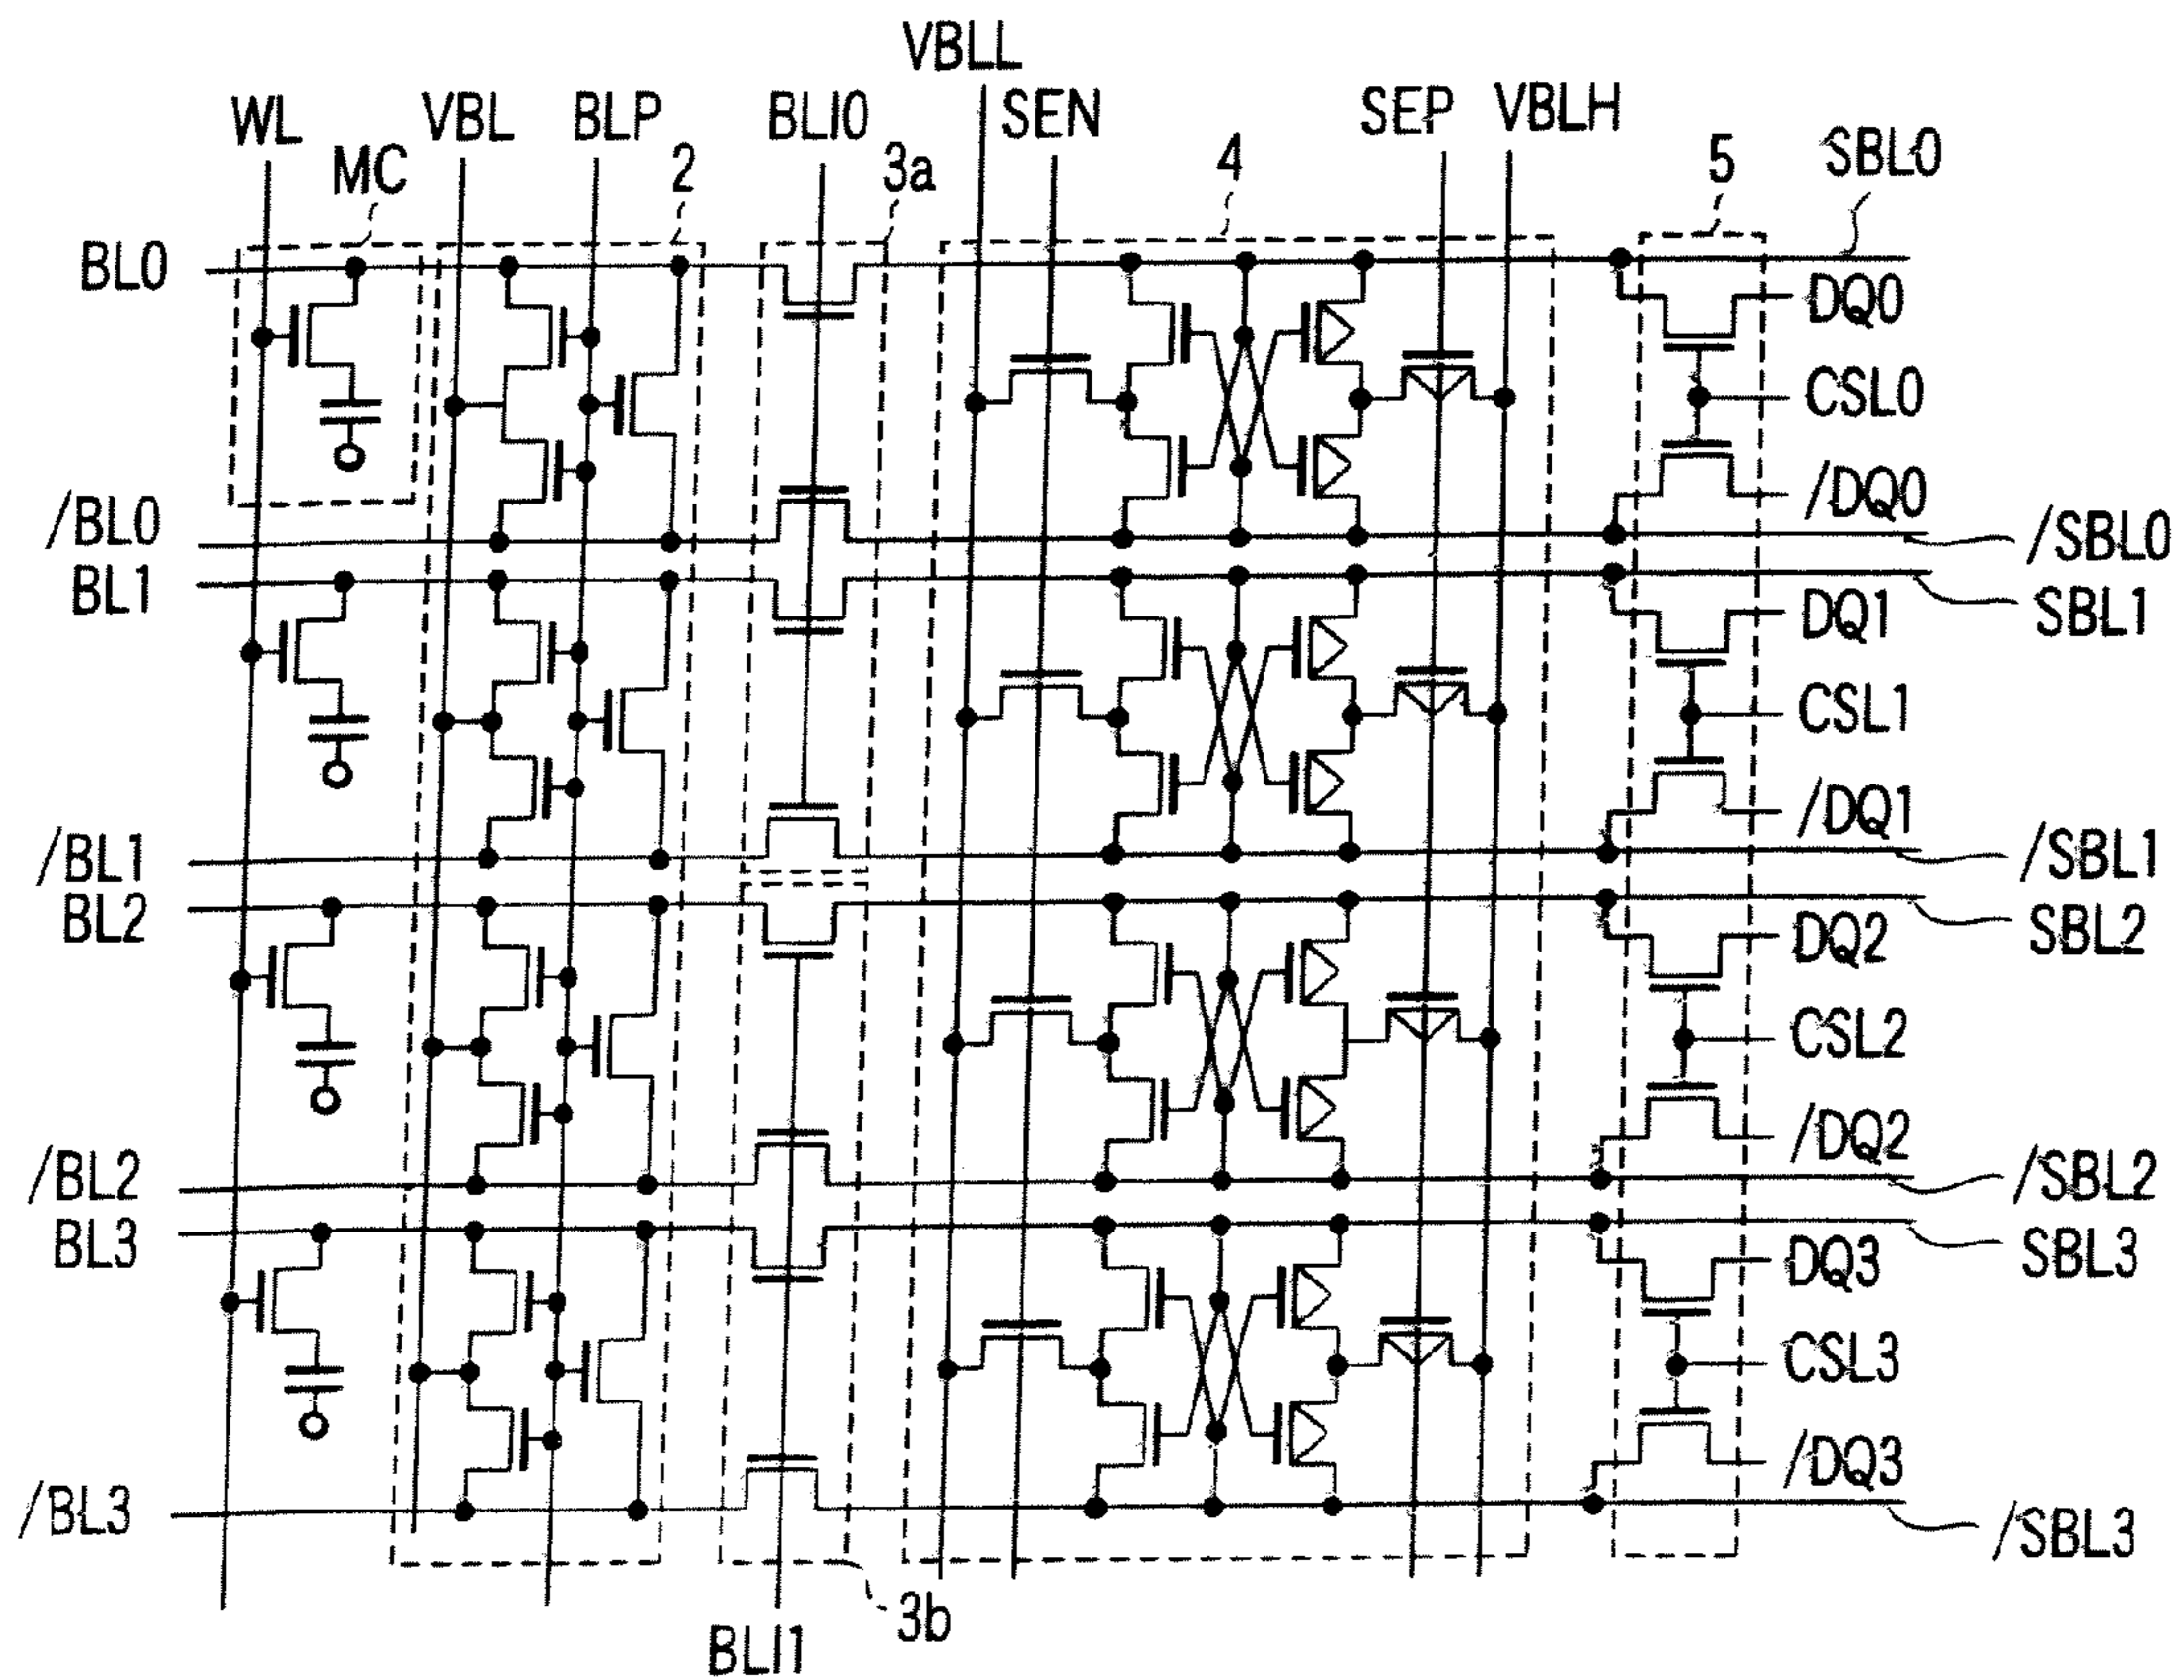 VBLL
WL VBL BLP BLI0 SEN SEP VBLH
MC 2 3a 4 5 SBL0
BL0
DQ0
CSL0
/DQ0
/BL0 /SBL0
BL1 SBL1
DQ1
CSL1
/DQ1
/BL1 /SBL1
BL2 SBL2
DQ2
CSL2
/DQ2
/BL2 /SBL2
BL3 SBL3
DQ3
CSL3
/DQ3
/BL3 /SBL3
3b
BLI1